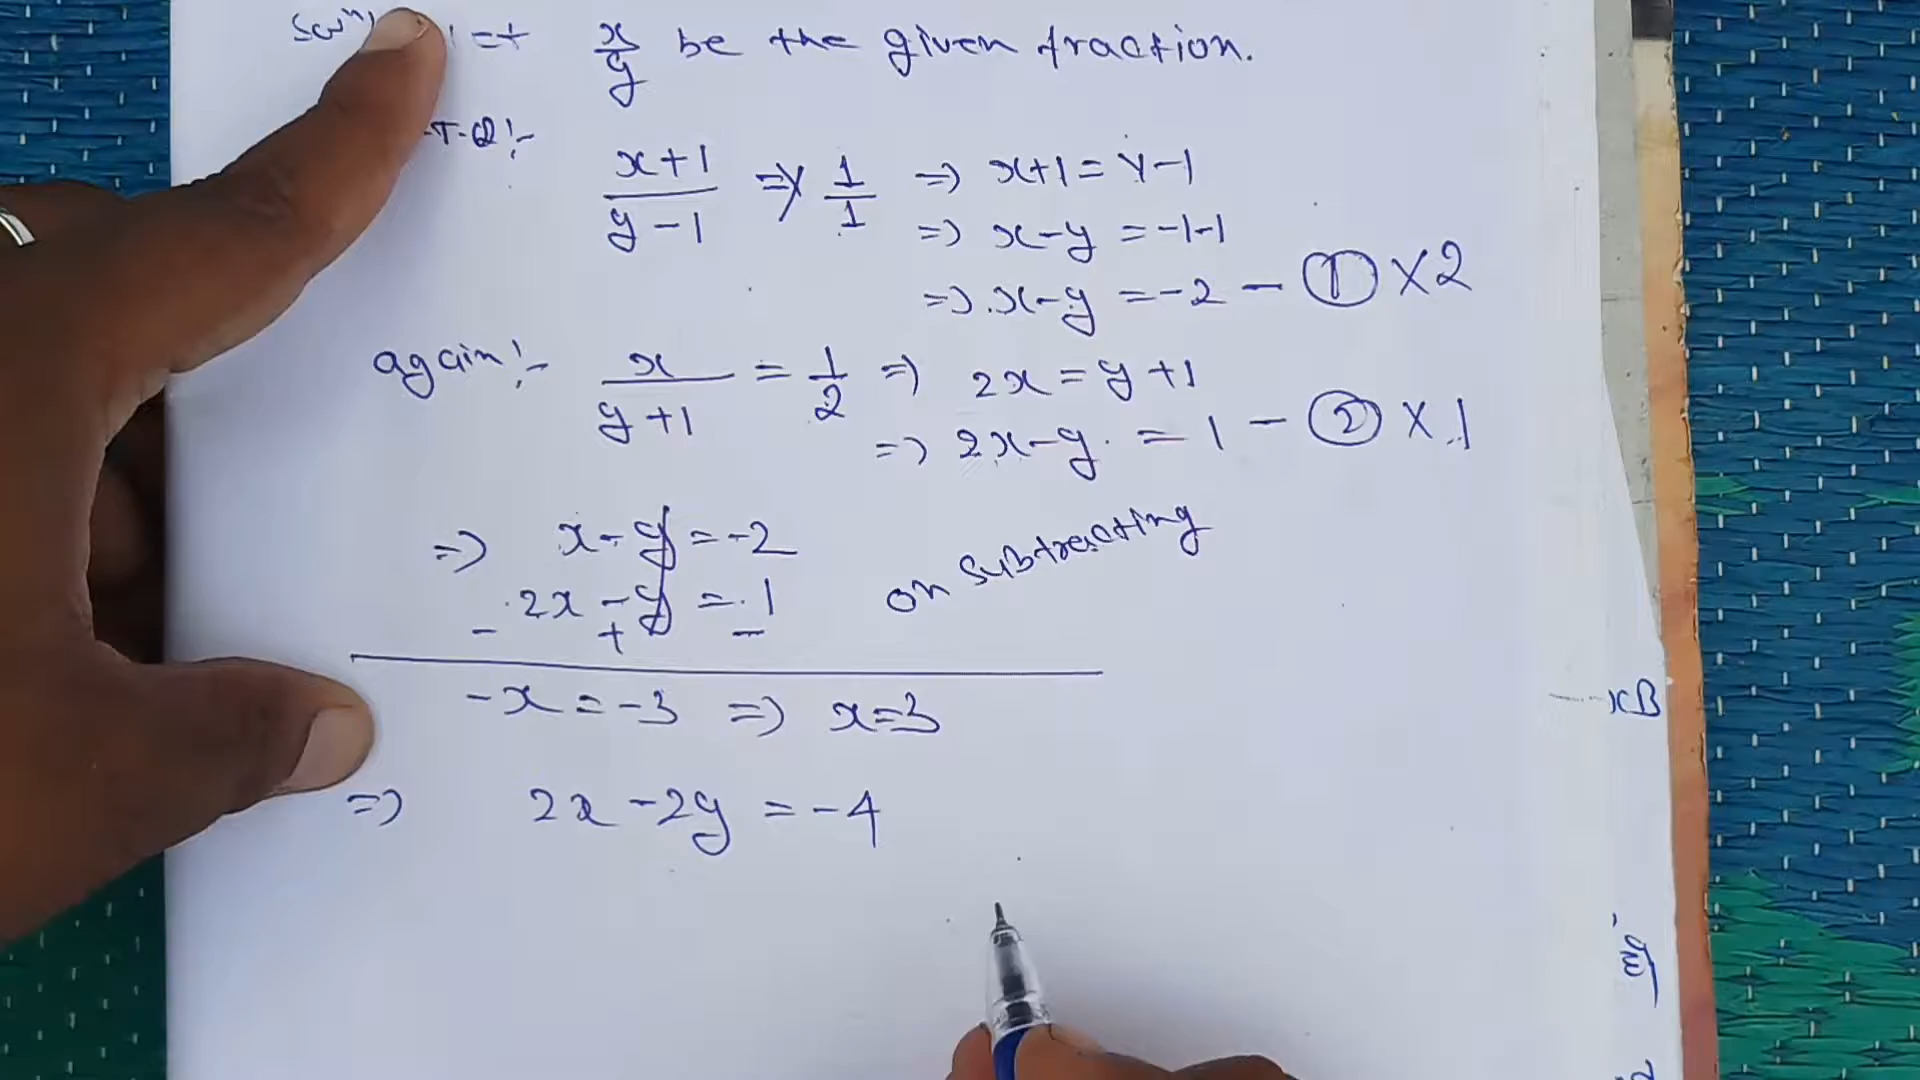 x/y be the given fraction.
-T-Q!-
(x+1)/(y-1) => 1/1 => x+1 = y-1
=> x-y = -1-1
=> x-y = -2 - ① ×2
again!- x/(y+1) = 1/2 => 2x = y+1
=> 2x-y = 1 - ② ×1
=> x-y = -2
2x-y = 1 on subtracting
- + -
-x = -3 => x=3
=> 2x-2y = -4